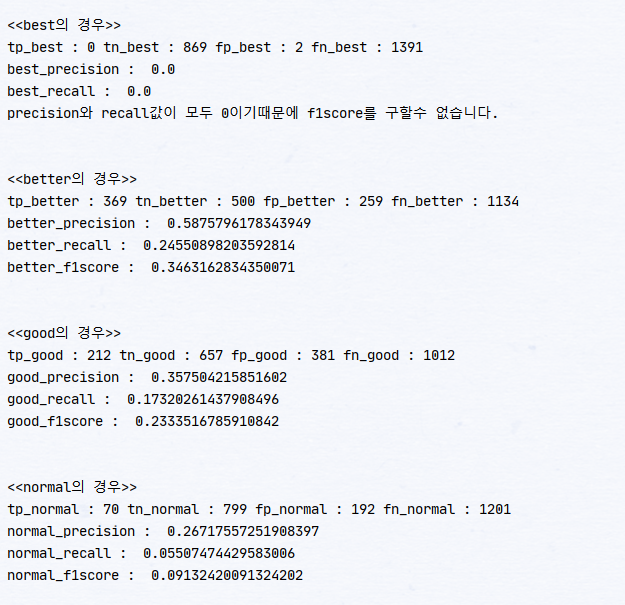 <<best의 경우>>
tp_best : 0 tn_best : 869 fp_best : 2 fn_best : 1391
best_precision :  0.0
best_recall :  0.0
precision와 recall값이 모두 0이기때문에 f1score를 구할수 없습니다.
<<better의 경우>>
tp_better : 369 tn_better : 500 fp_better : 259 fn_better : 1134
better_precision :  0.5875796178343949
better_recall :  0.24550898203592814
better_f1score :  0.3463162834350071
<<good의 경우>>
tp_good : 212 tn_good : 657 fp_good : 381 fn_good : 1012
good_precision :  0.357504215851602
good_recall :  0.17320261437908496
good_f1score :  0.2333516785910842
<<normal의 경우>>
tp_normal : 70 tn_normal : 799 fp_normal : 192 fn_normal : 1201
normal_precision :  0.26717557251908397
normal_recall :  0.05507474429583006
normal_f1score :  0.09132420091324202